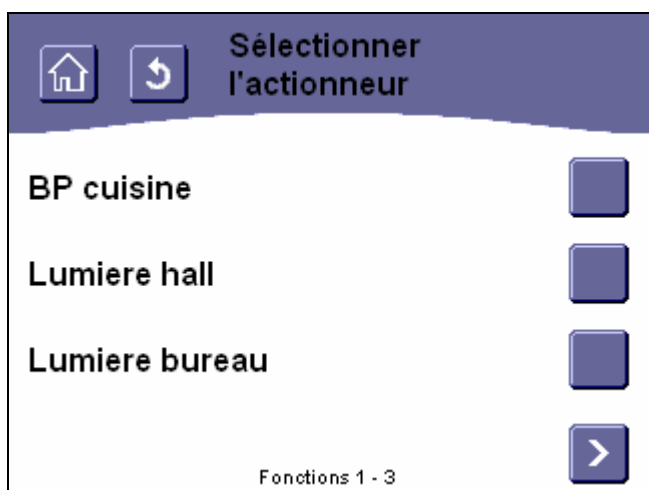 Sélectionner
l'actionneur
BP cuisine
Lumiere hall
Lumiere bureau
Fonctions 1 - 3